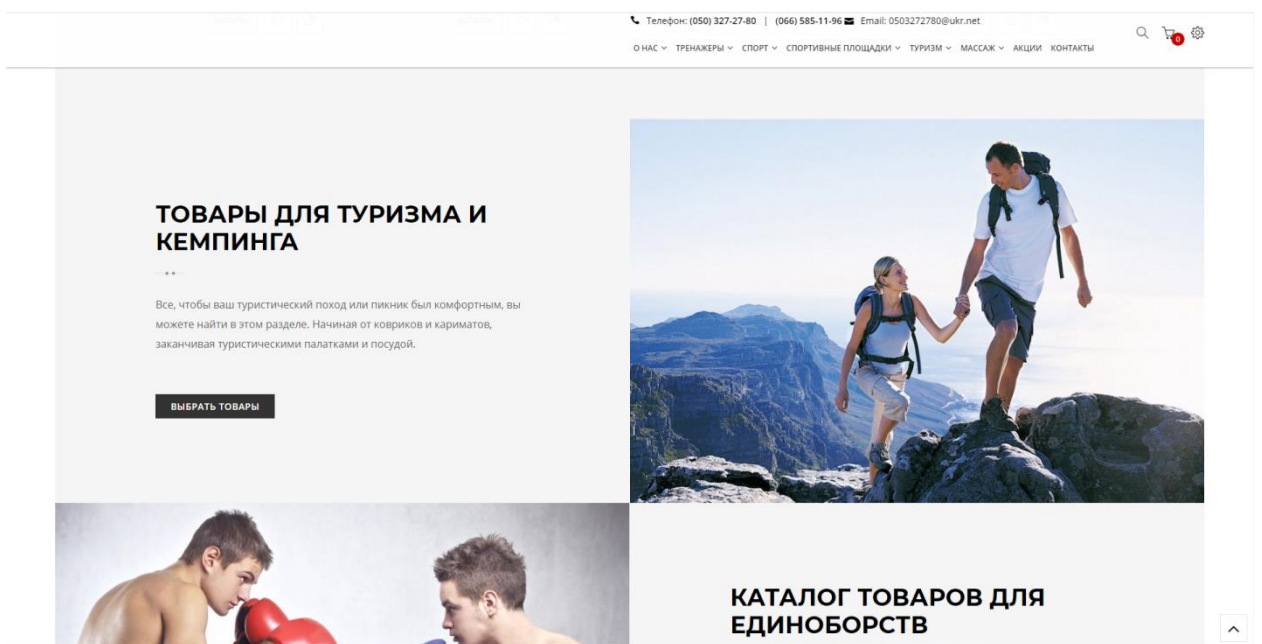 Телефон: (050) 327-27-80 | (066) 585-11-96 Email: 0503272780@ukr.net
О НАС ТРЕНАЖЕРЫ СПОРТ СПОРТИВНЫЕ ПЛОЩАДКИ ТУРИЗМ МАССАЖ АКЦИИ КОНТАКТЫ
0
ТОВАРЫ ДЛЯ ТУРИЗМА И
КЕМПИНГА
Все, чтобы ваш туристический поход или пикник был комфортным, вы
можете найти в этом разделе. Начиная от ковриков и кариматов,
заканчивая туристическими палатками и посудой.
ВЫБРАТЬ ТОВАРЫ
КАТАЛОГ ТОВАРОВ ДЛЯ
ЕДИНОБОРСТВ